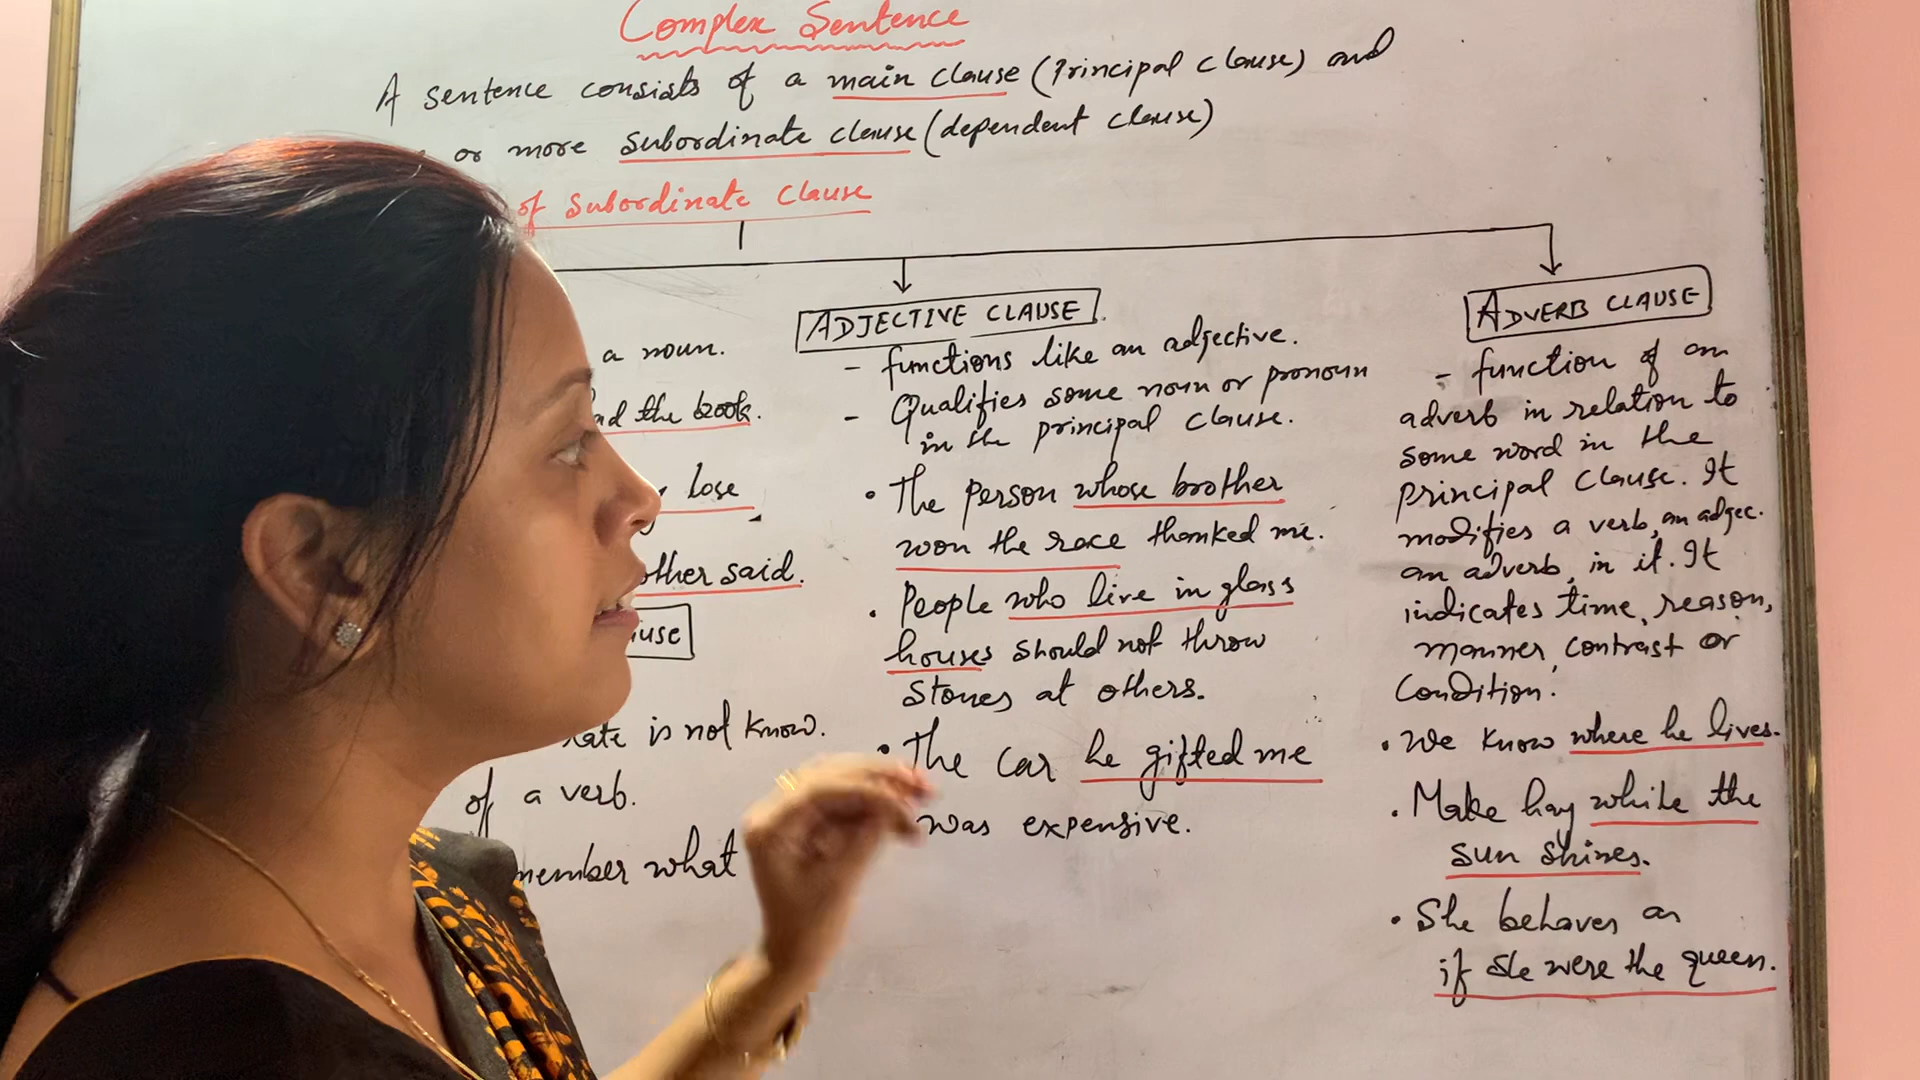 Complex Sentence
A sentence consists of a main clause (Principal clause) and
or more subordinate clause (dependent clause)
of Subordinate Clause
a noun.
the book.
lose
said.
is not know.
of a verb.
what
ADJECTIVE CLAUSE
- functions like an adjective.
- Qualifies some noun or pronoun
in the principal clause.
• The person whose brother
won the race thanked me.
• People who live in glass
houses should not throw
stones at others.
• The car he gifted me
was expensive.
ADVERB CLAUSE
- function of an
adverb in relation to
some word in the
principal clause. It
modifies a verb, an adjec.
an adverb, in it. It
indicates time, reason,
manner, contrast or
condition.
• We know where he lives.
• Make hay while the
sun shines.
• She behaves as
if she were the queen.